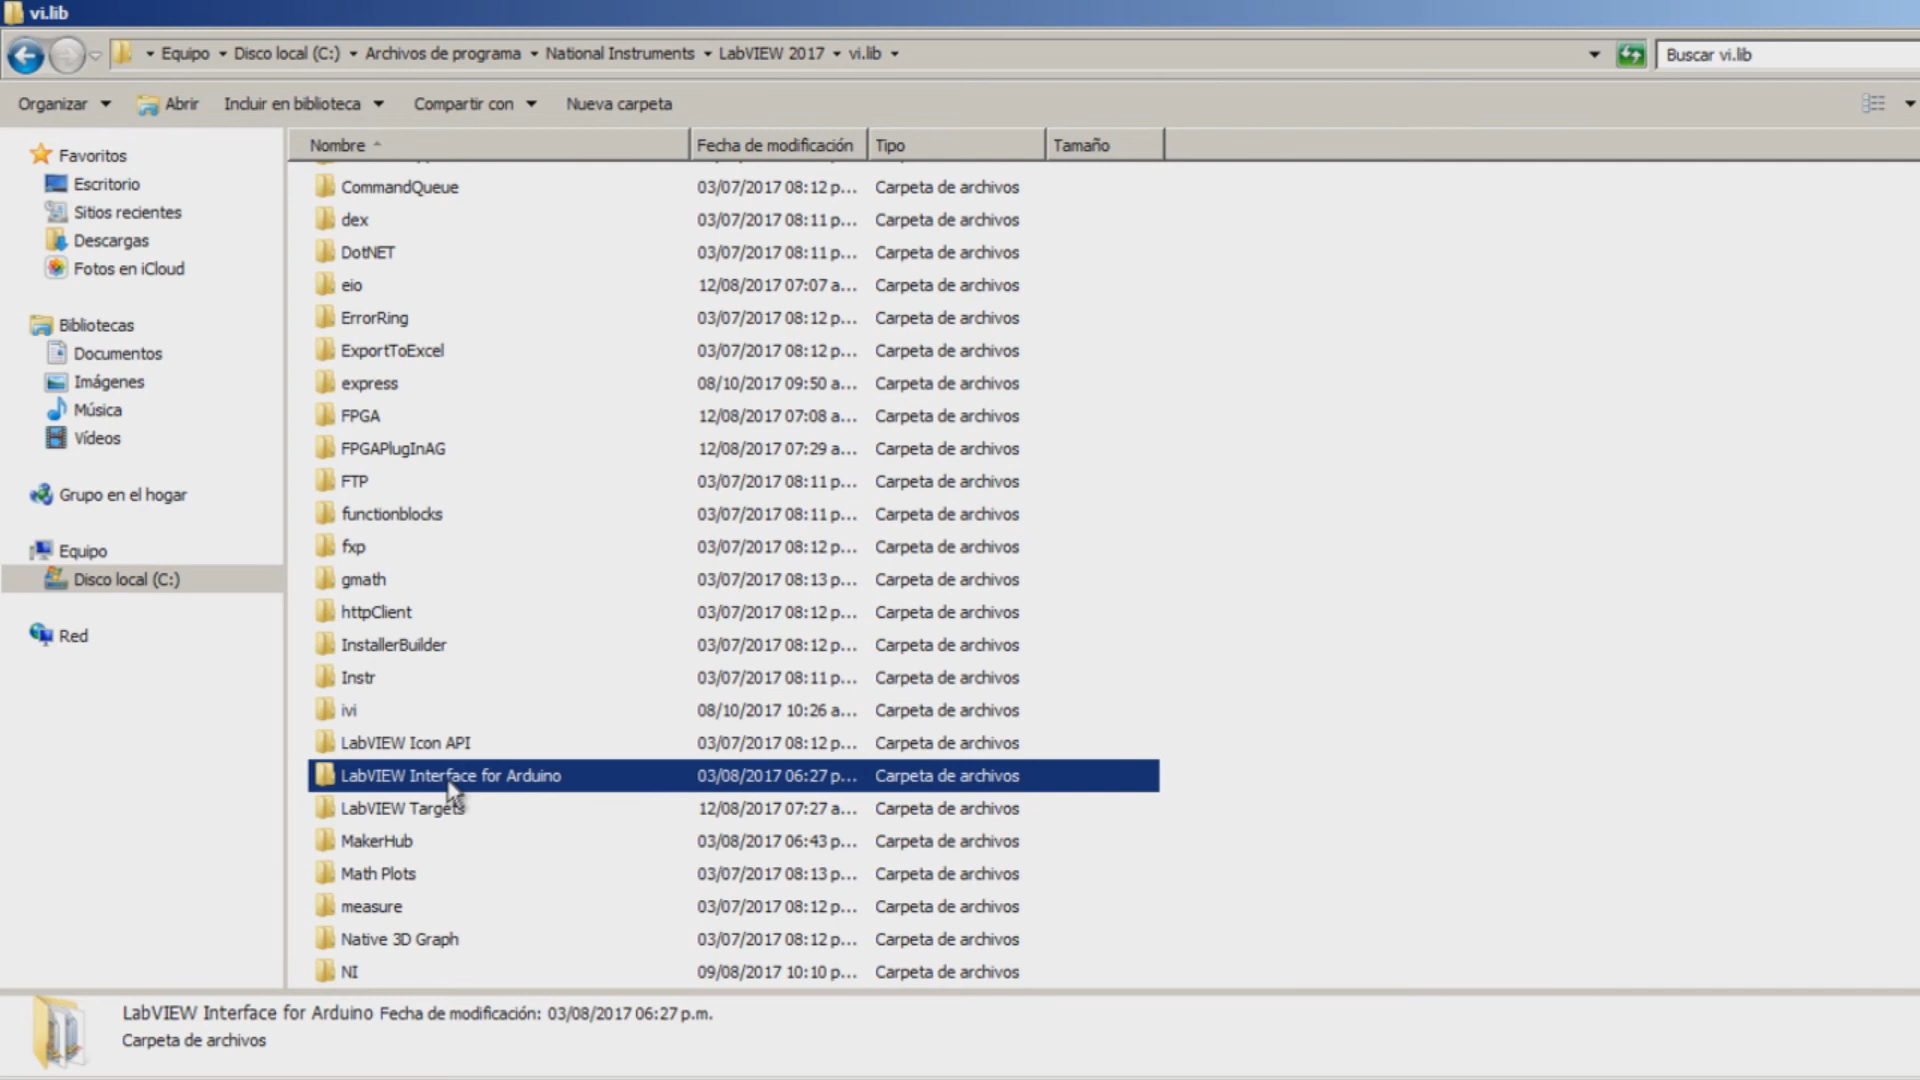 vi.lib
Equipo Disco local (C:) Archivos de programa National Instruments LabVIEW 2017 vi.lib
Buscar vi.lib
Organizar Abrir Incluir en biblioteca Compartir con Nueva carpeta
Nombre Fecha de modificación Tipo Tamaño
Favoritos
Escritorio
Sitios recientes
Descargas
Fotos en iCloud
Bibliotecas
Documentos
Imágenes
Música
Vídeos
Grupo en el hogar
Equipo
Disco local (C:)
Red
CommandQueue 03/07/2017 08:12 p... Carpeta de archivos
dex 03/07/2017 08:11 p... Carpeta de archivos
DotNET 03/07/2017 08:11 p... Carpeta de archivos
eio 12/08/2017 07:07 a... Carpeta de archivos
ErrorRing 03/07/2017 08:12 p... Carpeta de archivos
ExportToExcel 03/07/2017 08:12 p... Carpeta de archivos
express 08/10/2017 09:50 a... Carpeta de archivos
FPGA 12/08/2017 07:08 a... Carpeta de archivos
FPGAPlugInAG 12/08/2017 07:29 a... Carpeta de archivos
FTP 03/07/2017 08:11 p... Carpeta de archivos
functionblocks 03/07/2017 08:11 p... Carpeta de archivos
fxp 03/07/2017 08:12 p... Carpeta de archivos
gmath 03/07/2017 08:13 p... Carpeta de archivos
httpClient 03/07/2017 08:12 p... Carpeta de archivos
InstallerBuilder 03/07/2017 08:12 p... Carpeta de archivos
Instr 03/07/2017 08:11 p... Carpeta de archivos
ivi 08/10/2017 10:26 a... Carpeta de archivos
LabVIEW Icon API 03/07/2017 08:12 p... Carpeta de archivos
LabVIEW Interface for Arduino 03/08/2017 06:27 p... Carpeta de archivos
LabVIEW Targets 12/08/2017 07:27 a... Carpeta de archivos
MakerHub 03/08/2017 06:43 p... Carpeta de archivos
Math Plots 03/07/2017 08:13 p... Carpeta de archivos
measure 03/07/2017 08:12 p... Carpeta de archivos
Native 3D Graph 03/07/2017 08:12 p... Carpeta de archivos
NI 09/08/2017 10:10 p... Carpeta de archivos
LabVIEW Interface for Arduino Fecha de modificación: 03/08/2017 06:27 p.m.
Carpeta de archivos